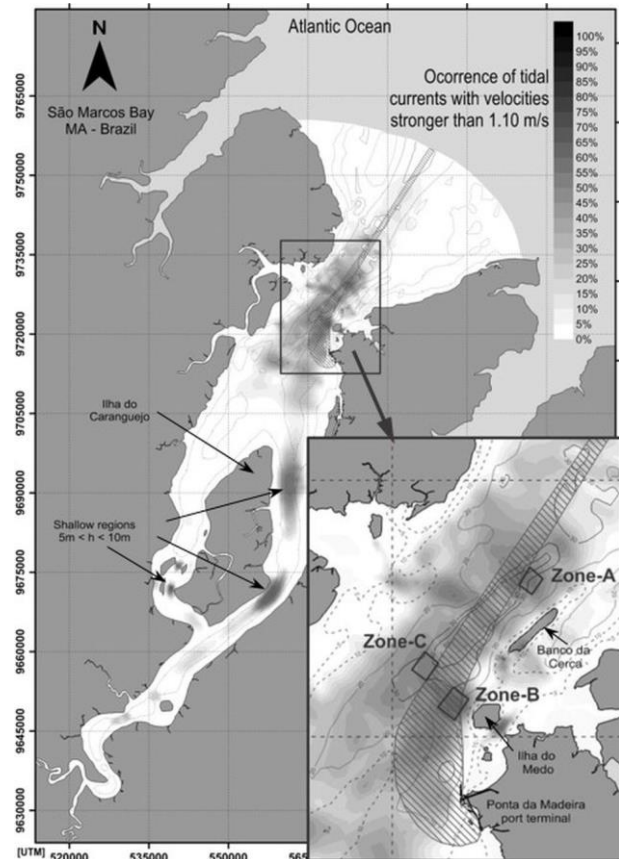 Atlantic Ocean
N
São Marcos Bay
MA - Brazil
Ocorrence of tidal
currents with velocities
stronger than 1.10 m/s
100%
95%
90%
85%
80%
75%
70%
65%
60%
55%
50%
45%
40%
35%
30%
25%
20%
15%
10%
5%
0%
9765000
9750000
9735000
9720000
9705000
9690000
9675000
9660000
9645000
9630000
Ilha do
Caranguejo
Shallow regions
5m < h < 10m
Zone-A
Zone-C
Banco da
Cerça
Zone-B
Ilha do
Medo
Ponta da Madeira
port terminal
[UTM]
520000
535000
550000
565